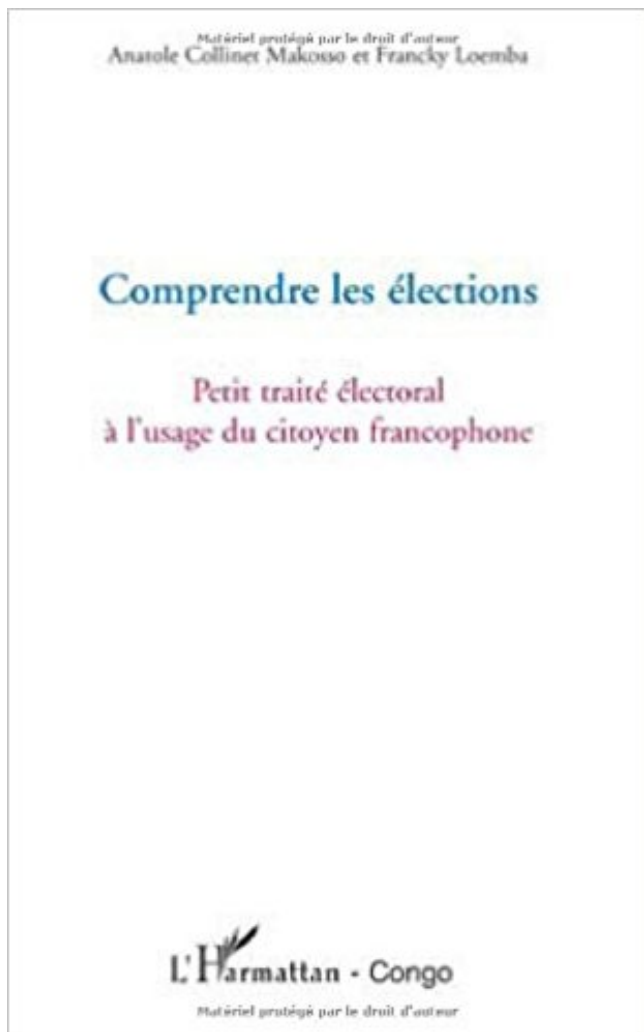 Matériel protégé par le droit d'auteur
Anatole Collinet Makosso et Francky Loemba
Comprendre les élections
Petit traité électoral
à l'usage du citoyen francophone
L'Harmattan - Congo
Matériel protégé par le droit d'auteur